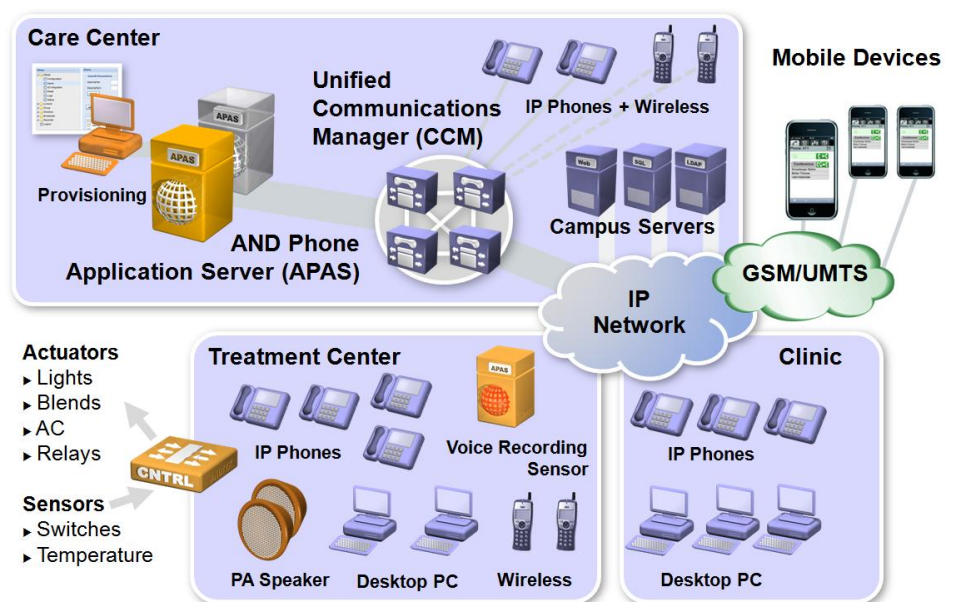 Care Center
Unified
Communications
Manager (CCM)
IP Phones + Wireless
Mobile Devices
APAS
APAS
Provisioning
Web
SQL
LDAP
Campus Servers
AND Phone
Application Server (APAS)
IP
Network
GSM/UMTS
Actuators
▸ Lights
▸ Blends
▸ AC
▸ Relays
CNTRL
Sensors
▸ Switches
▸ Temperature
Treatment Center
APAS
IP Phones
Voice Recording
Sensor
PA Speaker
Desktop PC
Wireless
Clinic
IP Phones
Desktop PC